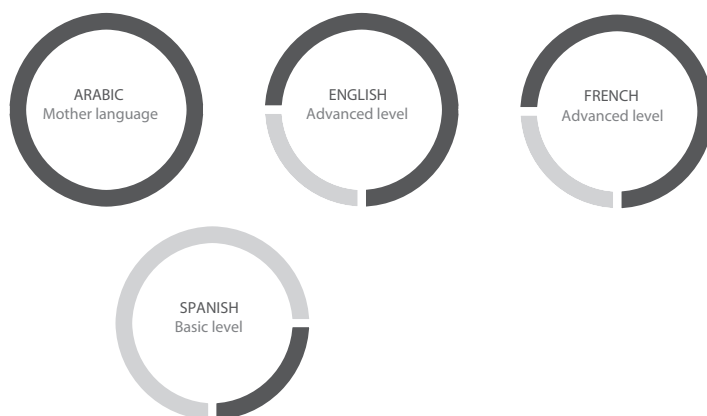 ARABIC
Mother language
ENGLISH
Advanced level
FRENCH
Advanced level
SPANISH
Basic level